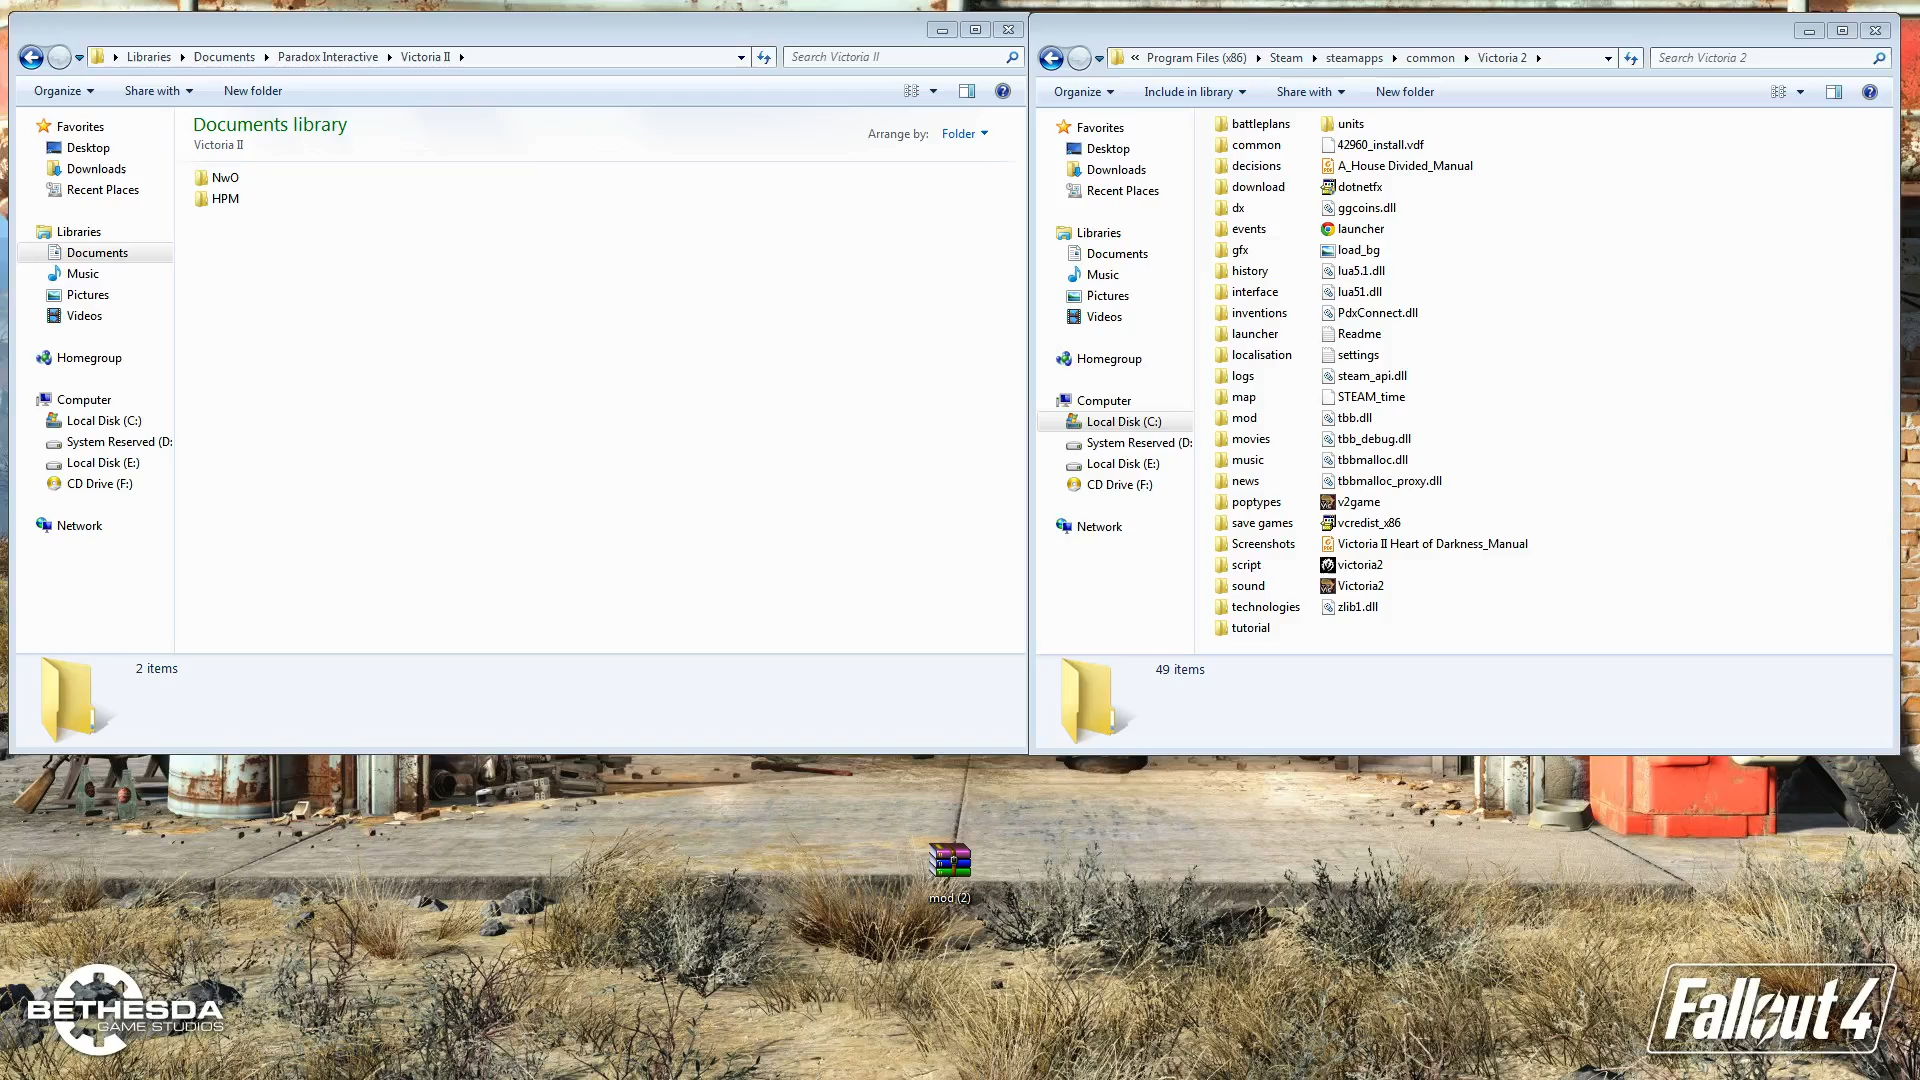 Libraries Documents Paradox Interactive Victoria II
Search Victoria II
Organize Share with New folder
Favorites
Desktop
Downloads
Recent Places
Libraries
Documents
Music
Pictures
Videos
Homegroup
Computer
Local Disk (C:)
System Reserved (D:
Local Disk (E:)
CD Drive (F:)
Network
Documents library
Victoria II
Arrange by: Folder
NwO
HPM
2 items
« Program Files (x86) Steam steamapps common Victoria 2
Search Victoria 2
Organize Include in library Share with New folder
Favorites
Desktop
Downloads
Recent Places
Libraries
Documents
Music
Pictures
Videos
Homegroup
Computer
Local Disk (C:)
System Reserved (D:
Local Disk (E:)
CD Drive (F:)
Network
battleplans
common
decisions
download
dx
events
gfx
history
interface
inventions
launcher
localisation
logs
map
mod
movies
music
news
poptypes
save games
Screenshots
script
sound
technologies
tutorial
units
42960_install.vdf
A_House Divided_Manual
dotnetfx
ggcoins.dll
launcher
load_bg
lua5.1.dll
lua51.dll
PdxConnect.dll
Readme
settings
steam_api.dll
STEAM_time
tbb.dll
tbb_debug.dll
tbbmalloc.dll
tbbmalloc_proxy.dll
v2game
vcredist_x86
Victoria II Heart of Darkness_Manual
victoria2
Victoria2
zlib1.dll
49 items
mod (2)
BETHESDA
GAME STUDIOS
Fallout 4